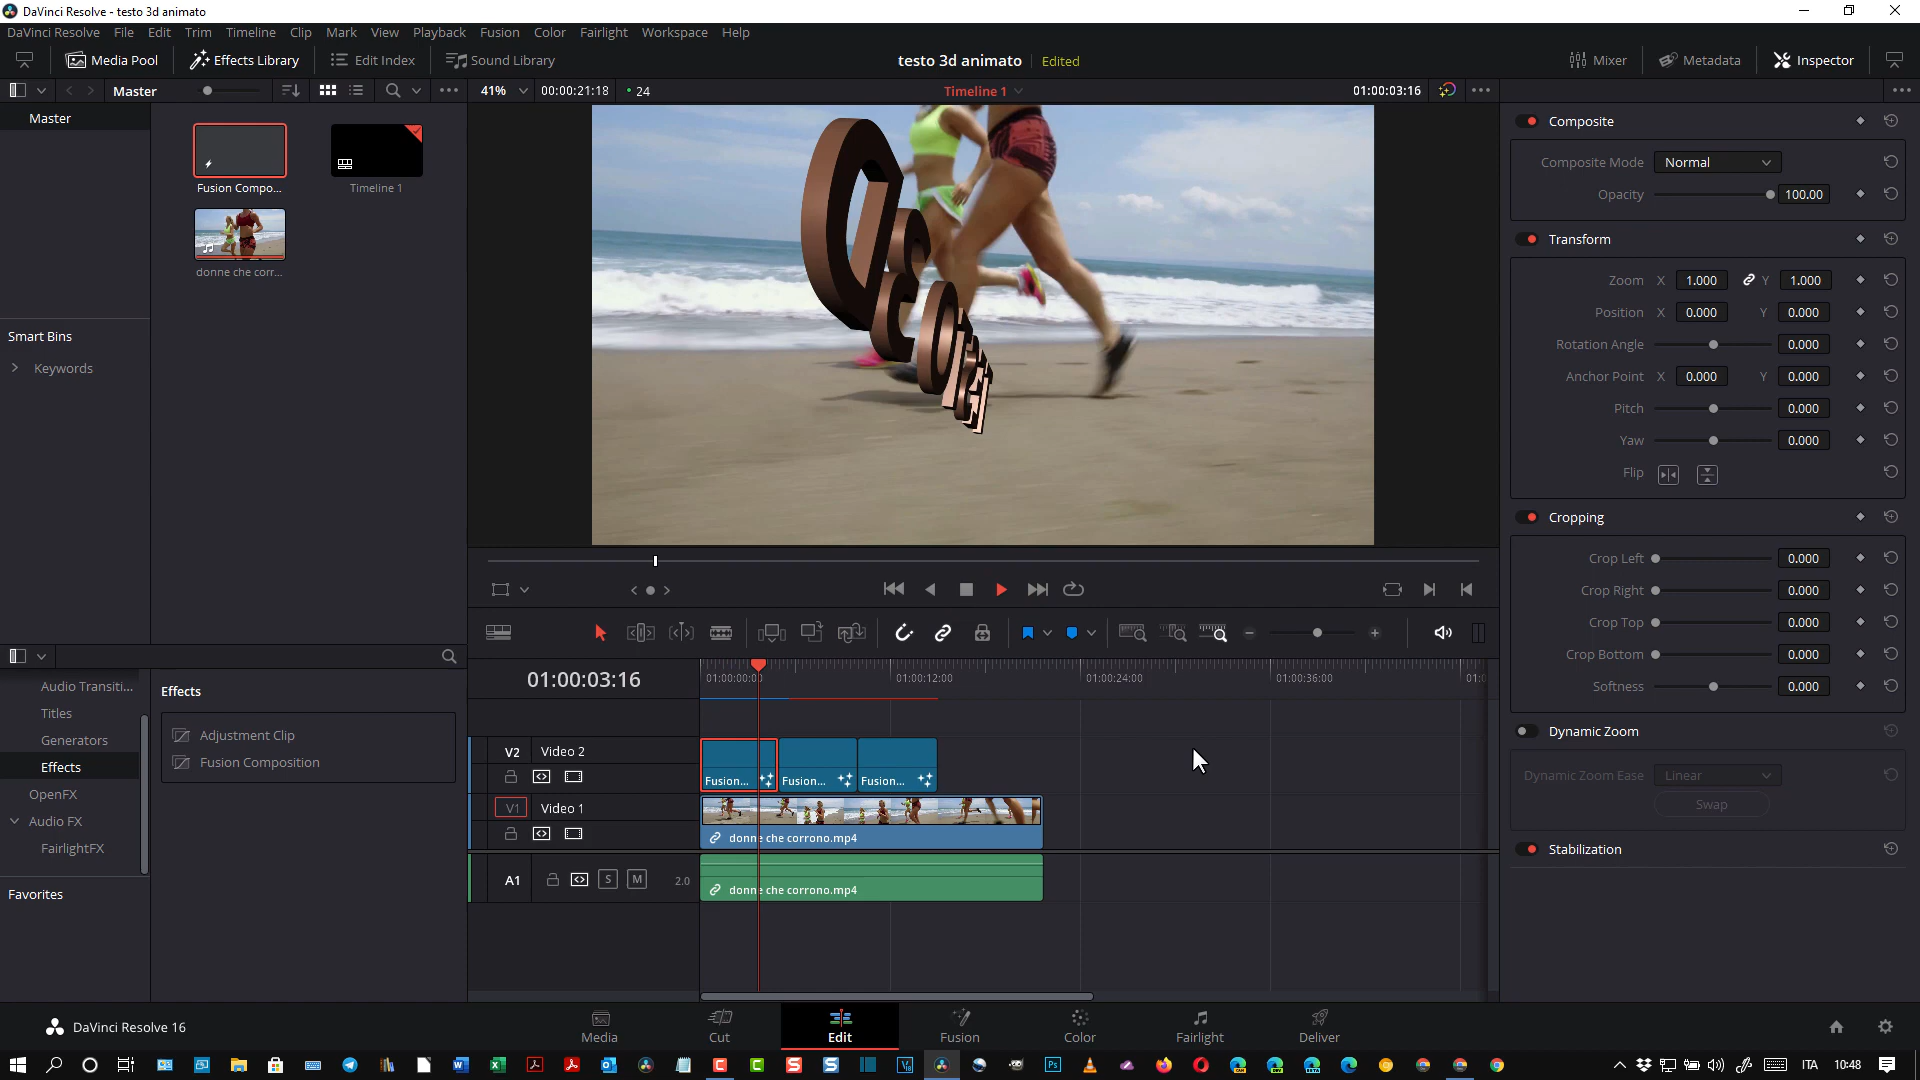 DaVinci Resolve - testo 3d animato
DaVinci Resolve File Edit Trim Timeline Clip Mark View Playback Fusion Color Fairlight Workspace Help
Media Pool Effects Library Edit Index Sound Library testo 3d animato Edited Mixer Metadata Inspector
Master 41% 00:00:21:18 24 Timeline 1 01:00:03:16
Master
Fusion Compo... Timeline 1
donne che corr...
Smart Bins
Keywords
Composite
Composite Mode Normal
Opacity 100.00
Transform
Zoom X 1.000 Y 1.000
Position X 0.000 Y 0.000
Rotation Angle 0.000
Anchor Point X 0.000 Y 0.000
Pitch 0.000
Yaw 0.000
Flip
Cropping
Crop Left 0.000
Crop Right 0.000
Crop Top 0.000
Crop Bottom 0.000
Softness 0.000
Dynamic Zoom
Dynamic Zoom Ease Linear
Swap
Stabilization
Audio Transiti...
Titles
Generators
Effects
OpenFX
Audio FX
FairlightFX
Favorites
Effects
Adjustment Clip
Fusion Composition
01:00:03:16 01:00:00:00 01:00:12:00 01:00:24:00 01:00:36:00
V2 Video 2
Fusion... Fusion... Fusion...
V1 Video 1
donne che corrono.mp4
A1 S M 2.0
donne che corrono.mp4
DaVinci Resolve 16
Media Cut Edit Fusion Color Fairlight Deliver
ITA 10:48